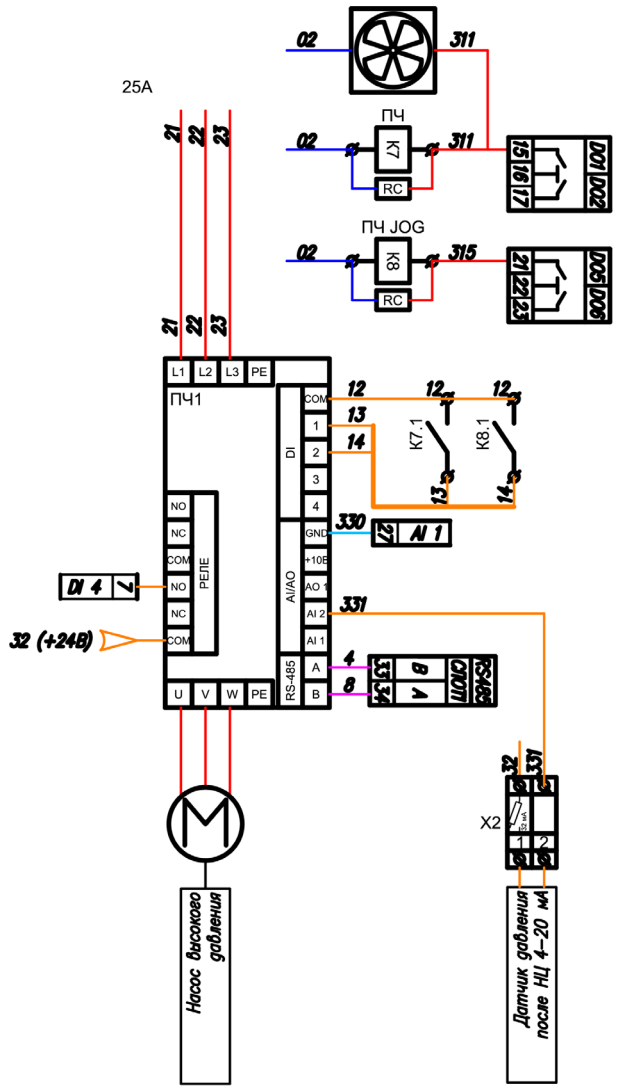 02
311
25А
21
22
23
ПЧ
02
К7
311
RC
15 16 17
DO1 DO2
ПЧ JOG
02
К8
315
RC
21 22 23
DO5 DO6
21
22
23
L1 L2 L3 PE
ПЧ1
DI
COM
1
2
3
4
12
13
14
12
12
К7.1
К8.1
13
14
AI/AO
GND
+10В
AO 1
AI 2
AI 1
330
27 AI 1
331
NO
NC
COM
NO
NC
COM
РЕЛЕ
DI 4 7
32 (+24В)
RS-485
A
B
4
8
33 34
B A
RS485
СЛОТ1
U V W PE
32
331
X2
32 мА
1 2
Насос высокого
давления
Датчик давления
после НЦ 4-20 мА